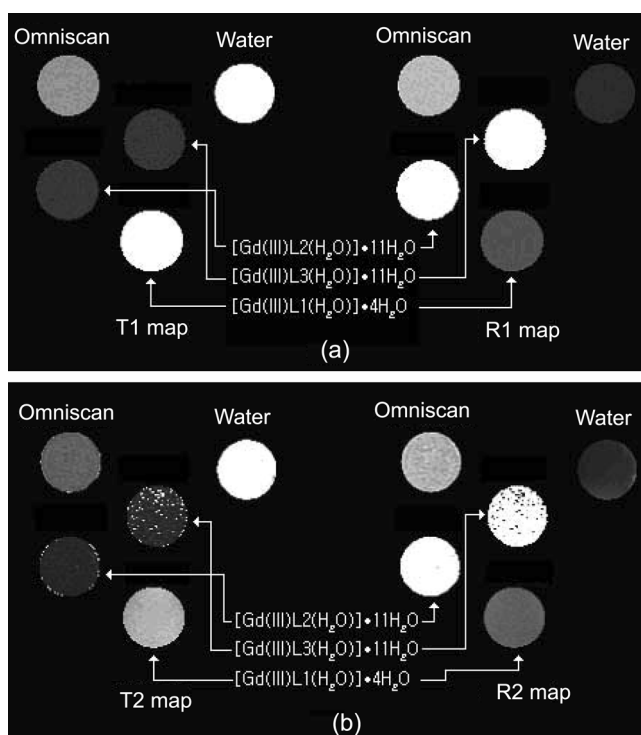 Omniscan
Water
Omniscan
Water
[Gd(III)L2(H₂O)]•11H₂O
[Gd(III)L3(H₂O)]•11H₂O
[Gd(III)L1(H₂O)]•4H₂O
T1 map
R1 map
(a)
Omniscan
Water
Omniscan
Water
[Gd(III)L2(H₂O)]•11H₂O
[Gd(III)L3(H₂O)]•11H₂O
[Gd(III)L1(H₂O)]•4H₂O
T2 map
R2 map
(b)